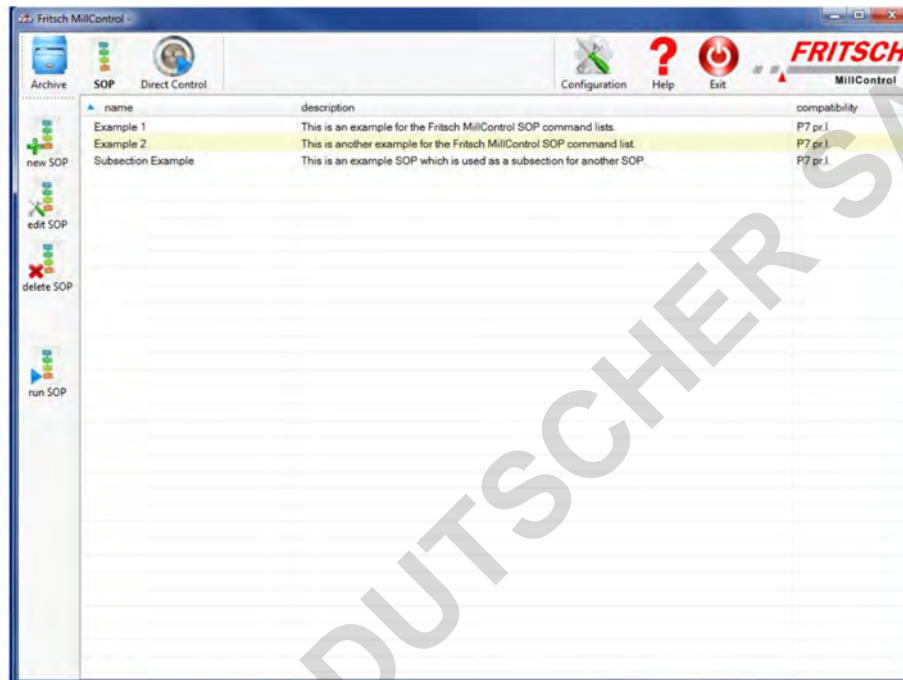 Fritsch MillControl -
Archive SOP Direct Control Configuration Help Exit
FRITSCH
MillControl
name description compatibility
Example 1 This is an example for the Fritsch MillControl SOP command lists. P7 pr.l.
Example 2 This is another example for the Fritsch MillControl SOP command list. P7 pr.l.
Subsection Example This is an example SOP which is used as a subsection for another SOP. P7 pr.l.
new SOP
edit SOP
delete SOP
run SOP
DUTSCHER SA